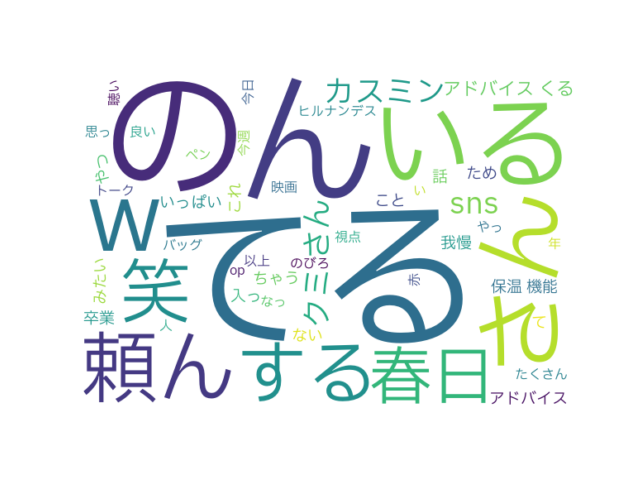 のん
いる
てる
さん
w
笑
頼ん
する
春日
カスミン
アドバイス くる
ヒルナンデス
sns
クミさん
聴い
今日
思っ
良い
ペン
今週
やつ
トーク
いっぱい
これ
映画
こと
話
ため
い
やっ
我慢
視点
バッグ
以上
のびろ
op
ちゃう
入っ
なっ
赤
保温 機能
年
て
みたい
卒業
人
ない
たくさん
アドバイス